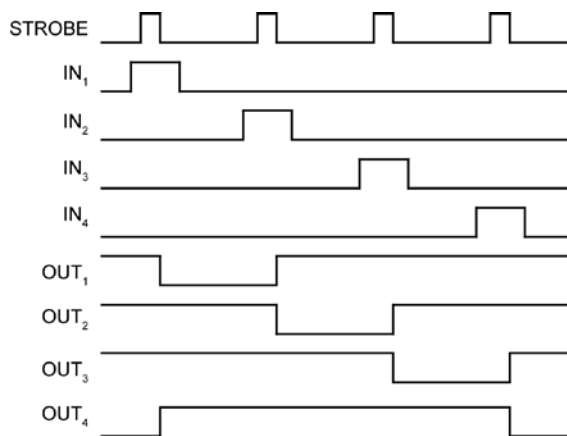 STROBE
IN₁
IN₂
IN₃
IN₄
OUT₁
OUT₂
OUT₃
OUT₄